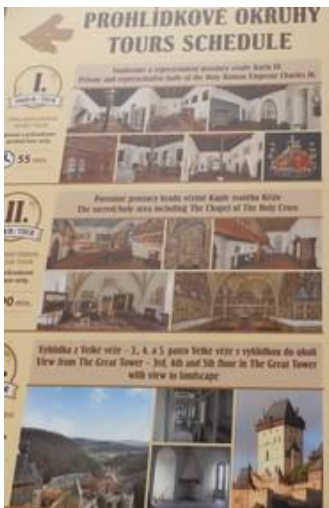 PROHLÍDKOVÉ OKRUHY
TOURS SCHEDULE
I.
Soukromé a reprezentační prostory císaře Karla IV.
Private and representative halls of the Holy Roman Emperor Charles IV.
55 min.
II.
Posvátné prostory hradu včetně Kaple svatého Kříže
The sacred/holy area including The Chapel of The Holy Cross
Vyhlídka z Velké věže – 3., 4. a 5. patro Velké věže s vyhlídkou do okolí
View from The Great Tower – 3rd, 4th and 5th floor in The Great Tower
with view in landscape